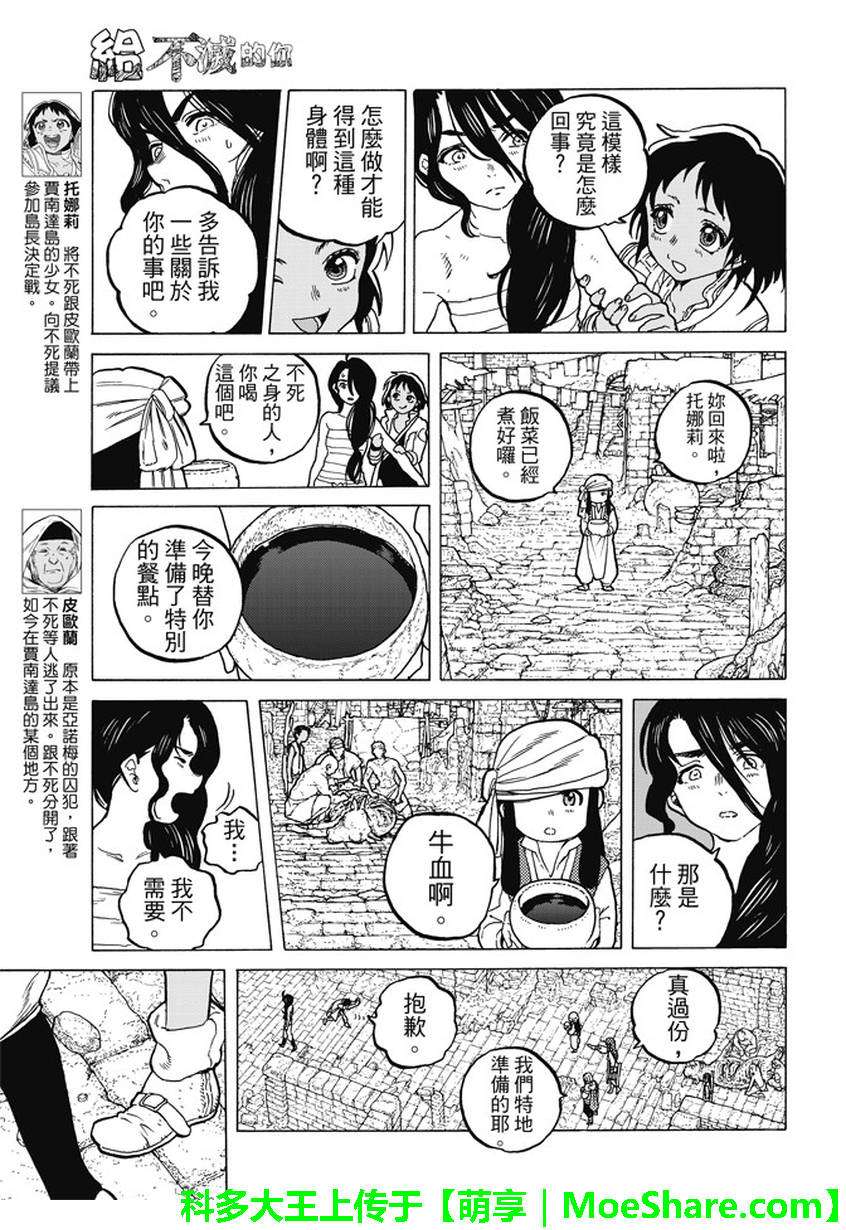 給不滅的你
這模樣
究竟是怎麼
回事？
怎麼做才能
得到這種
身體啊？
多告訴我
一些關於
你的事吧。
托娜莉　將不死跟皮歐蘭帶上
賈南達島的少女。向不死提議
參加島長決定戰。
妳回來啦，
托娜莉。
飯菜已經
煮好囉。
不死
之身的人，
你喝
這個吧。
今晚替你
準備了特別
的餐點。
皮歐蘭　原本是亞諾梅的囚犯，跟著
不死等人逃了出來。跟不死分開了，
如今在賈南達島的某個地方。
那是
什麼？
牛血啊。
我…
我不
需要。
真過份，
我們特地
準備的耶。
抱歉。
科多大王上传于【萌享｜MoeShare.com】